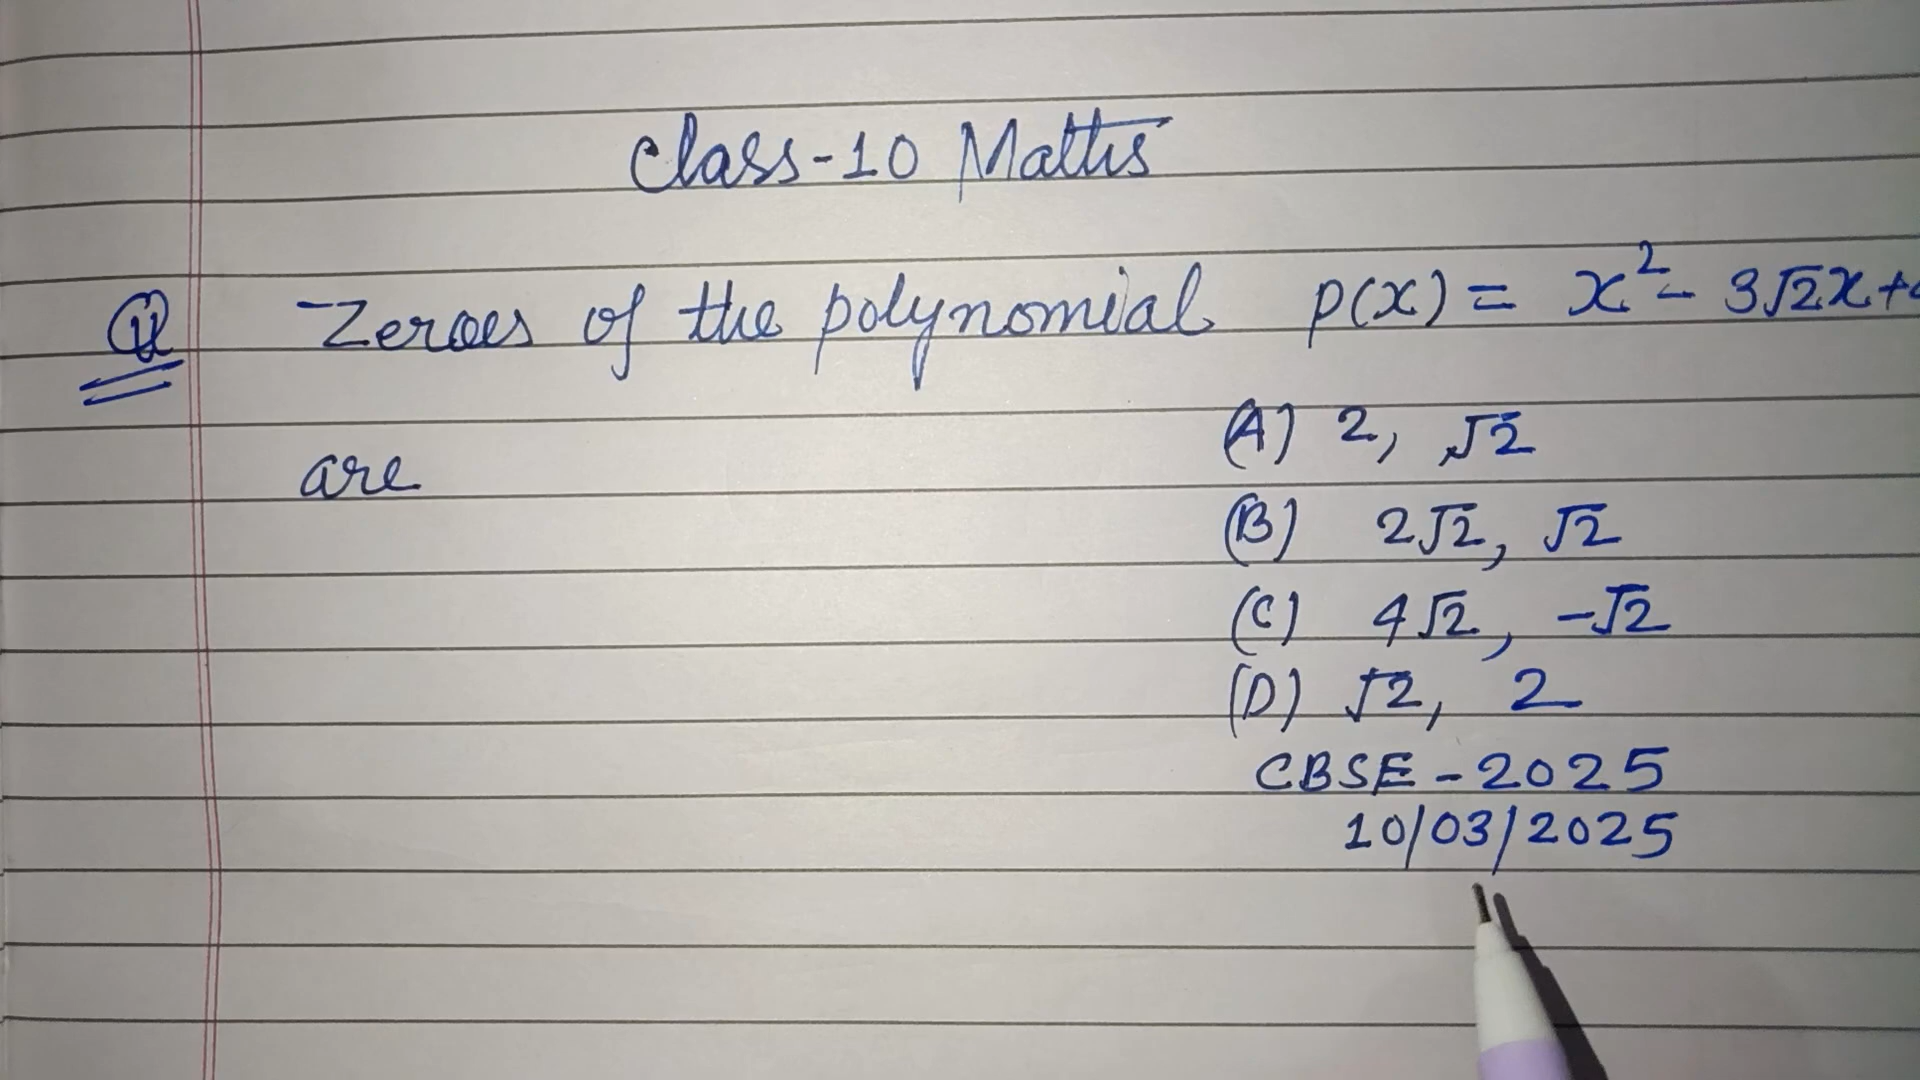 Class-10 Maths
Q Zeroes of the polynomial p(x) = x² - 3√2x +
are
(A) 2, √2
(B) 2√2, √2
(C) 4√2, -√2
(D) √2, 2
CBSE - 2025
10/03/2025